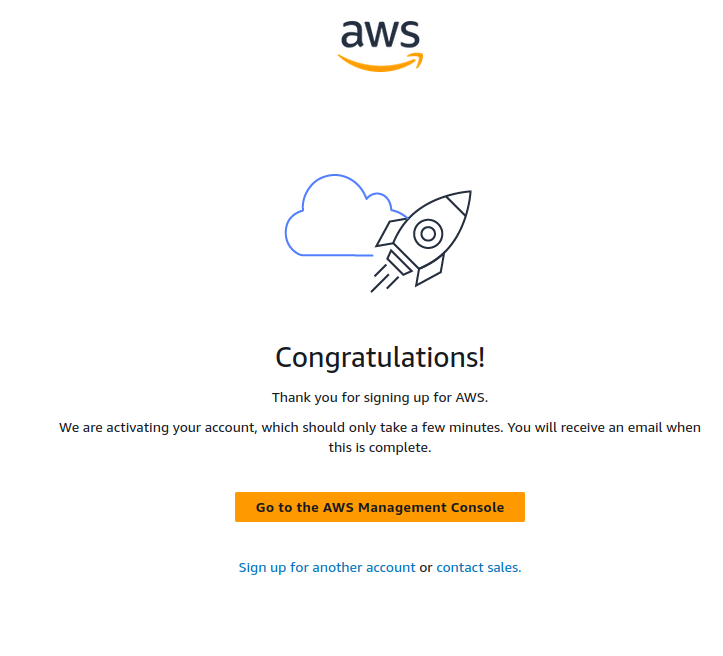 aws
Congratulations!
Thank you for signing up for AWS.
We are activating your account, which should only take a few minutes. You will receive an email when
this is complete.
Go to the AWS Management Console
Sign up for another account or contact sales.